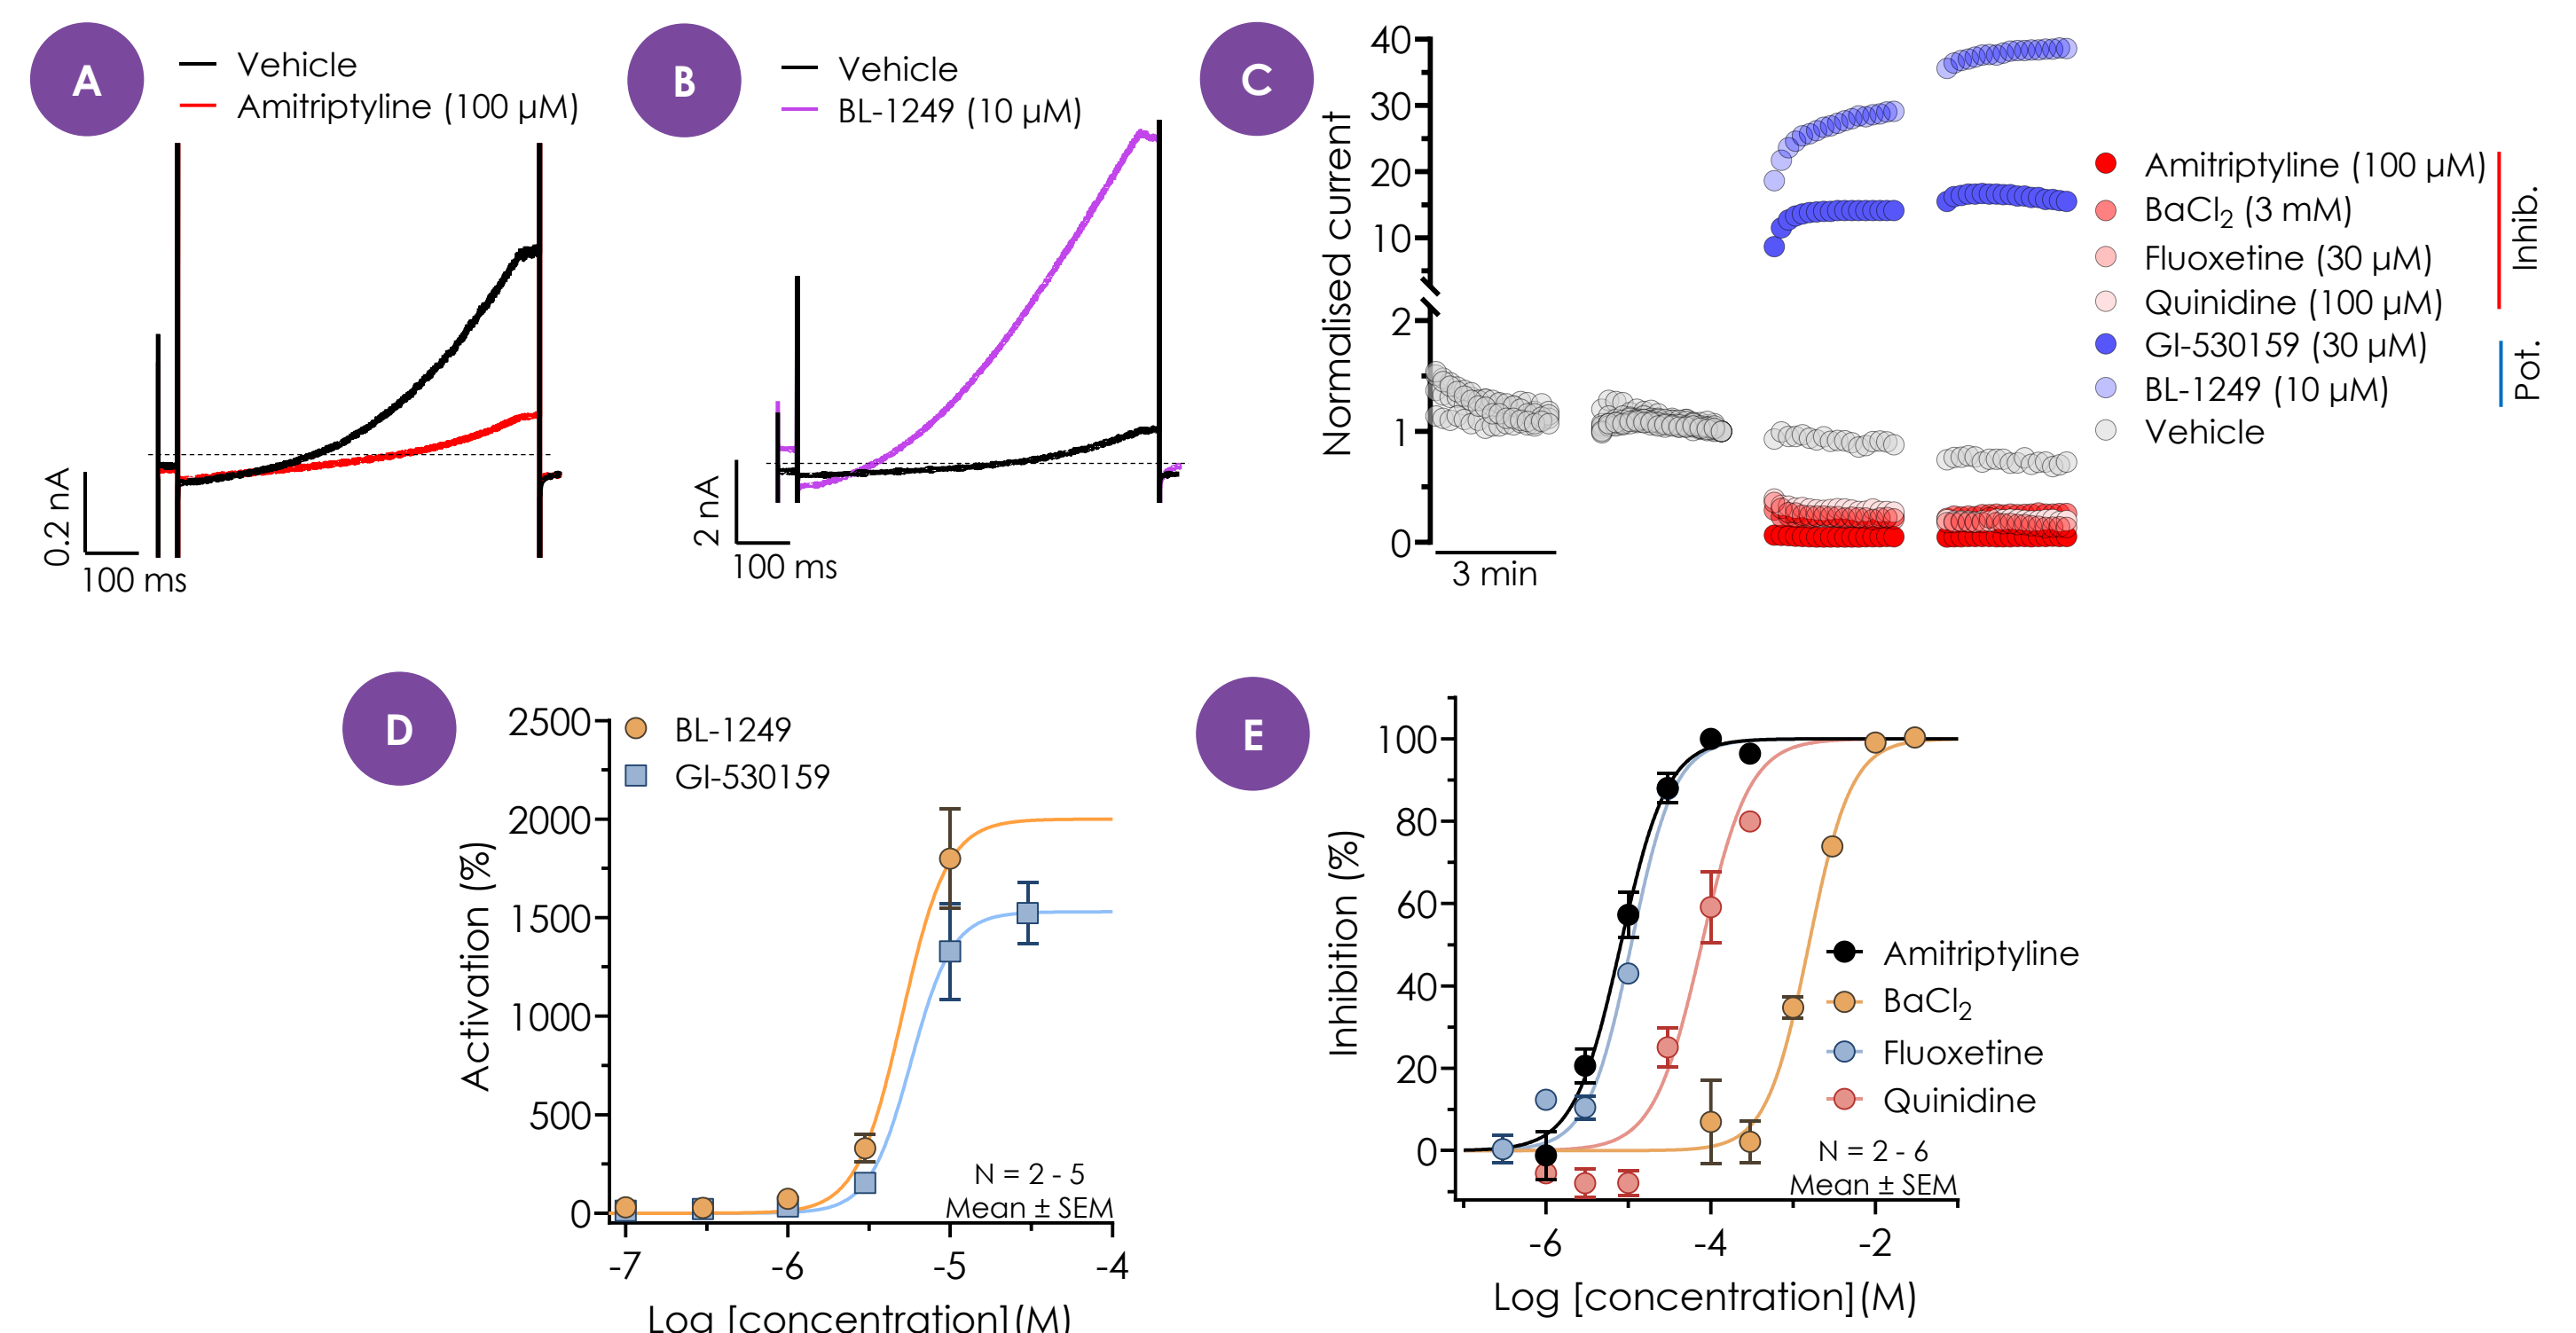 A
Vehicle
Amitriptyline (100 µM)
0.2 nA
100 ms
B
Vehicle
BL-1249 (10 µM)
2 nA
100 ms
C
Normalised current
40
30
20
10
2
1
0
3 min
Amitriptyline (100 µM)
BaCl2 (3 mM)
Fluoxetine (30 µM)
Quinidine (100 µM)
GI-530159 (30 µM)
BL-1249 (10 µM)
Vehicle
Inhib.
Pot.
D
Activation (%)
2500
2000
1500
1000
500
0
BL-1249
GI-530159
N = 2 - 5
Mean ± SEM
-7 -6 -5 -4
Log [concentration](M)
E
Inhibition (%)
100
80
60
40
20
0
Amitriptyline
BaCl2
Fluoxetine
Quinidine
N = 2 - 6
Mean ± SEM
-6 -4 -2
Log [concentration](M)